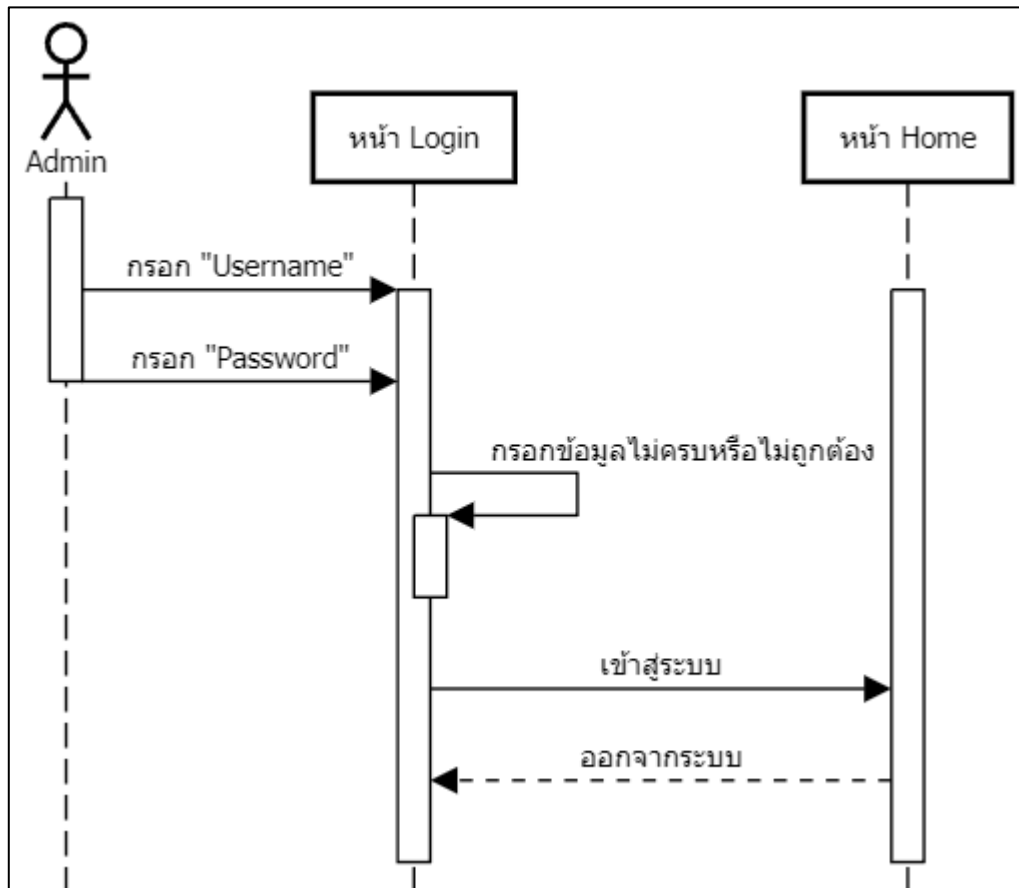 Admin
หน้า Login
หน้า Home
กรอก "Username"
กรอก "Password"
กรอกข้อมูลไม่ครบหรือไม่ถูกต้อง
เข้าสู่ระบบ
ออกจากระบบ